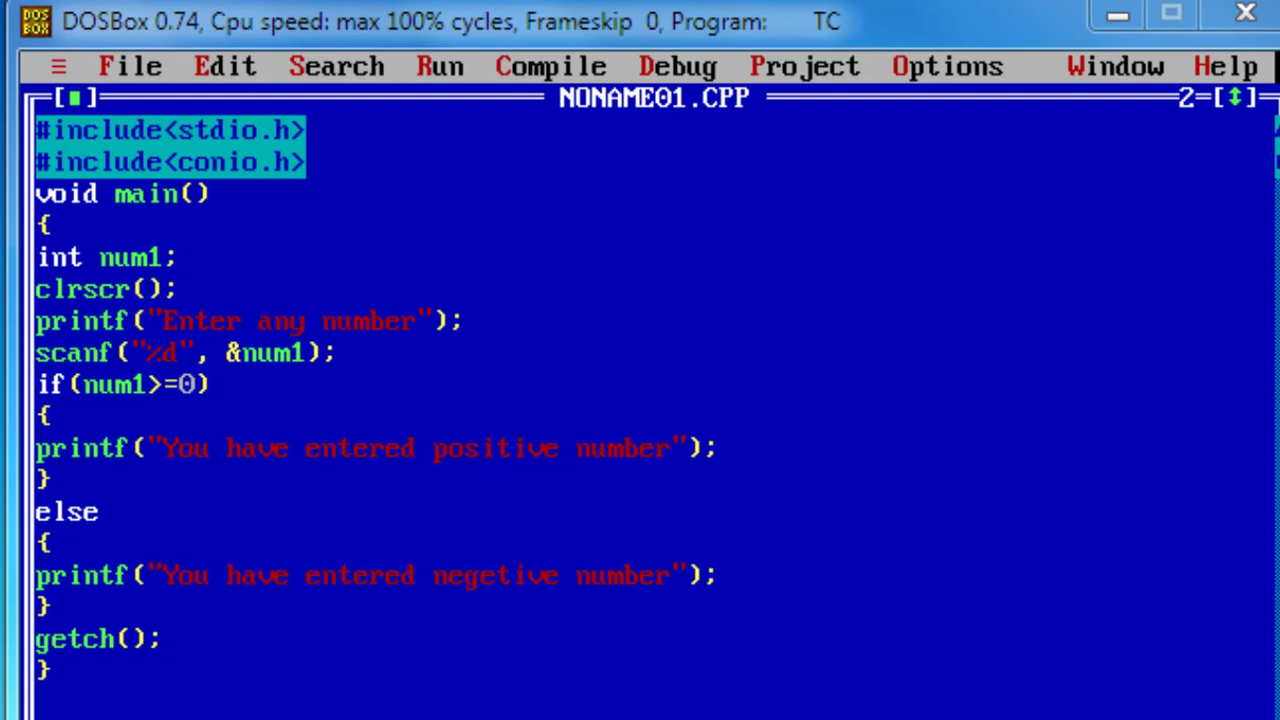 DOSBox 0.74, Cpu speed: max 100% cycles, Frameskip 0, Program: TC
≡ File Edit Search Run Compile Debug Project Options Window Help
[■] NONAME01.CPP 2=[↕]
#include<stdio.h>
#include<conio.h>
void main()
{
int num1;
clrscr();
printf("Enter any number");
scanf("%d", &num1);
if(num1>=0)
{
printf("You have entered positive number");
}
else
{
printf("You have entered negetive number");
}
getch();
}